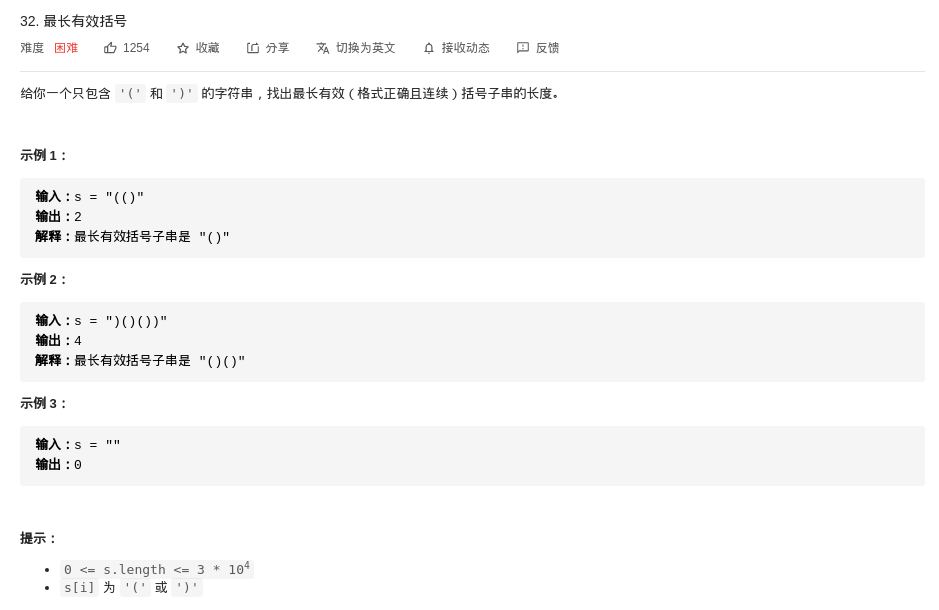 32. 最长有效括号
难度 困难 1254 收藏 分享 切换为英文 接收动态 反馈
给你一个只包含 '(' 和 ')' 的字符串，找出最长有效（格式正确且连续）括号子串的长度。
示例 1：
输入：s = "(()"
输出：2
解释：最长有效括号子串是 "()"
示例 2：
输入：s = ")()())"
输出：4
解释：最长有效括号子串是 "()()"
示例 3：
输入：s = ""
输出：0
提示：
• 0 <= s.length <= 3 * 10⁴
• s[i] 为 '(' 或 ')'